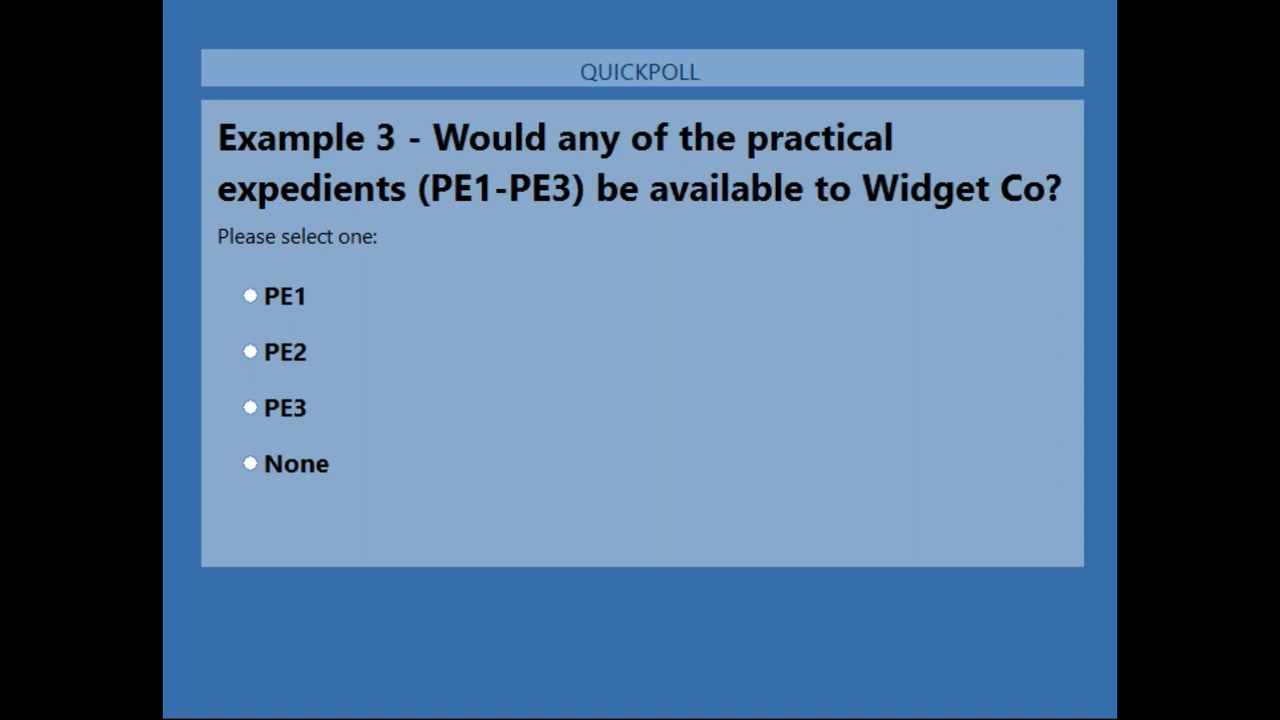 QUICKPOLL
Example 3 - Would any of the practical
expedients (PE1-PE3) be available to Widget Co?
Please select one:
PE1
PE2
PE3
None